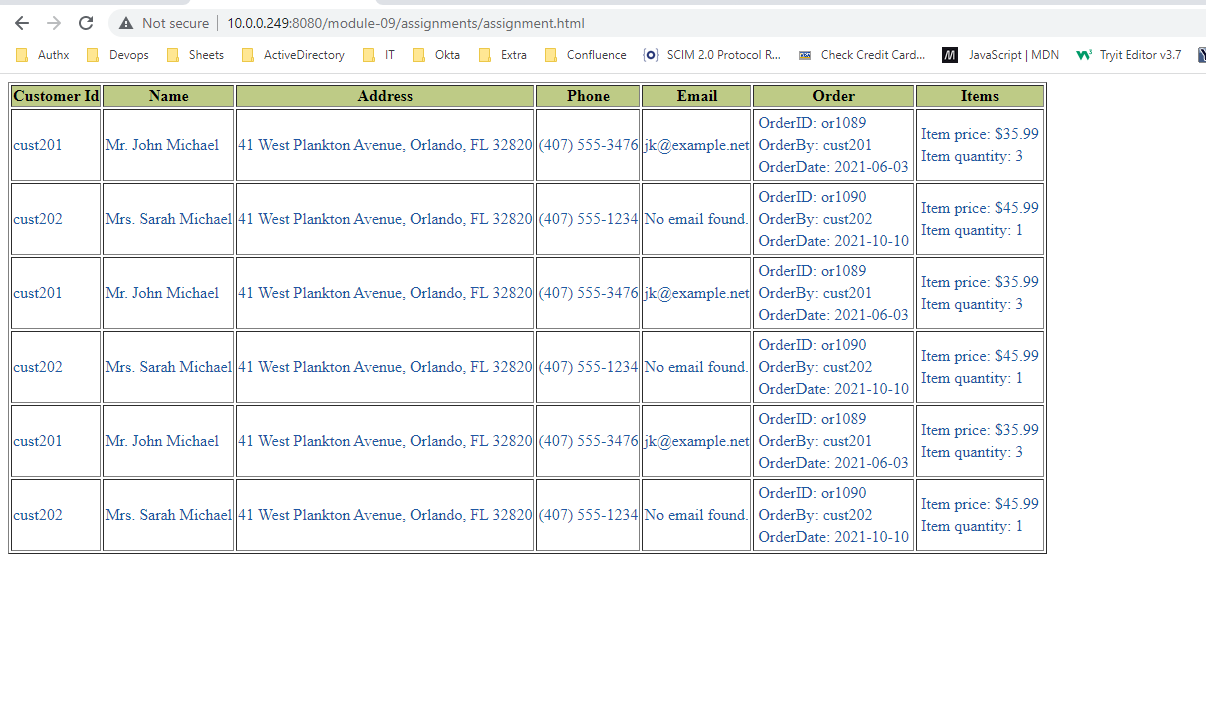 Not secure | 10.0.0.249:8080/module-09/assignments/assignment.html
Authx Devops Sheets ActiveDirectory IT Okta Extra Confluence SCIM 2.0 Protocol R... Check Credit Card... JavaScript | MDN Tryit Editor v3.7
Customer Id Name Address Phone Email Order Items
cust201 Mr. John Michael 41 West Plankton Avenue, Orlando, FL 32820 (407) 555-3476 jk@example.net
OrderID: or1089
OrderBy: cust201
OrderDate: 2021-06-03
Item price: $35.99
Item quantity: 3
cust202 Mrs. Sarah Michael 41 West Plankton Avenue, Orlando, FL 32820 (407) 555-1234 No email found.
OrderID: or1090
OrderBy: cust202
OrderDate: 2021-10-10
Item price: $45.99
Item quantity: 1
cust201 Mr. John Michael 41 West Plankton Avenue, Orlando, FL 32820 (407) 555-3476 jk@example.net
OrderID: or1089
OrderBy: cust201
OrderDate: 2021-06-03
Item price: $35.99
Item quantity: 3
cust202 Mrs. Sarah Michael 41 West Plankton Avenue, Orlando, FL 32820 (407) 555-1234 No email found.
OrderID: or1090
OrderBy: cust202
OrderDate: 2021-10-10
Item price: $45.99
Item quantity: 1
cust201 Mr. John Michael 41 West Plankton Avenue, Orlando, FL 32820 (407) 555-3476 jk@example.net
OrderID: or1089
OrderBy: cust201
OrderDate: 2021-06-03
Item price: $35.99
Item quantity: 3
cust202 Mrs. Sarah Michael 41 West Plankton Avenue, Orlando, FL 32820 (407) 555-1234 No email found.
OrderID: or1090
OrderBy: cust202
OrderDate: 2021-10-10
Item price: $45.99
Item quantity: 1